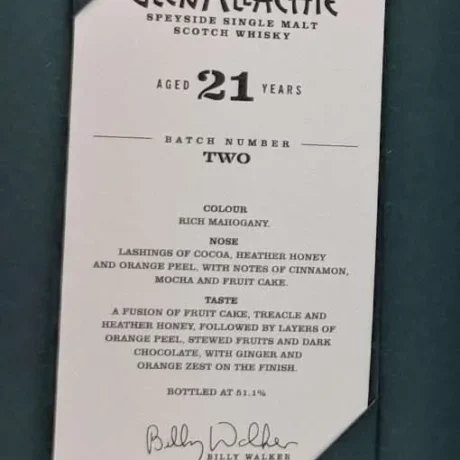 GLENALLACHIE
SPEYSIDE SINGLE MALT
SCOTCH WHISKY
AGED 21 YEARS
BATCH NUMBER
TWO
COLOUR
RICH MAHOGANY.
NOSE
LASHINGS OF COCOA, HEATHER HONEY
AND ORANGE PEEL, WITH NOTES OF CINNAMON,
MOCHA AND FRUIT CAKE.
TASTE
A FUSION OF FRUIT CAKE, TREACLE AND
HEATHER HONEY, FOLLOWED BY LAYERS OF
ORANGE PEEL, STEWED FRUITS AND DARK
CHOCOLATE, WITH GINGER AND
ORANGE ZEST ON THE FINISH.
BOTTLED AT 51.1%
Billy Walker
BILLY WALKER